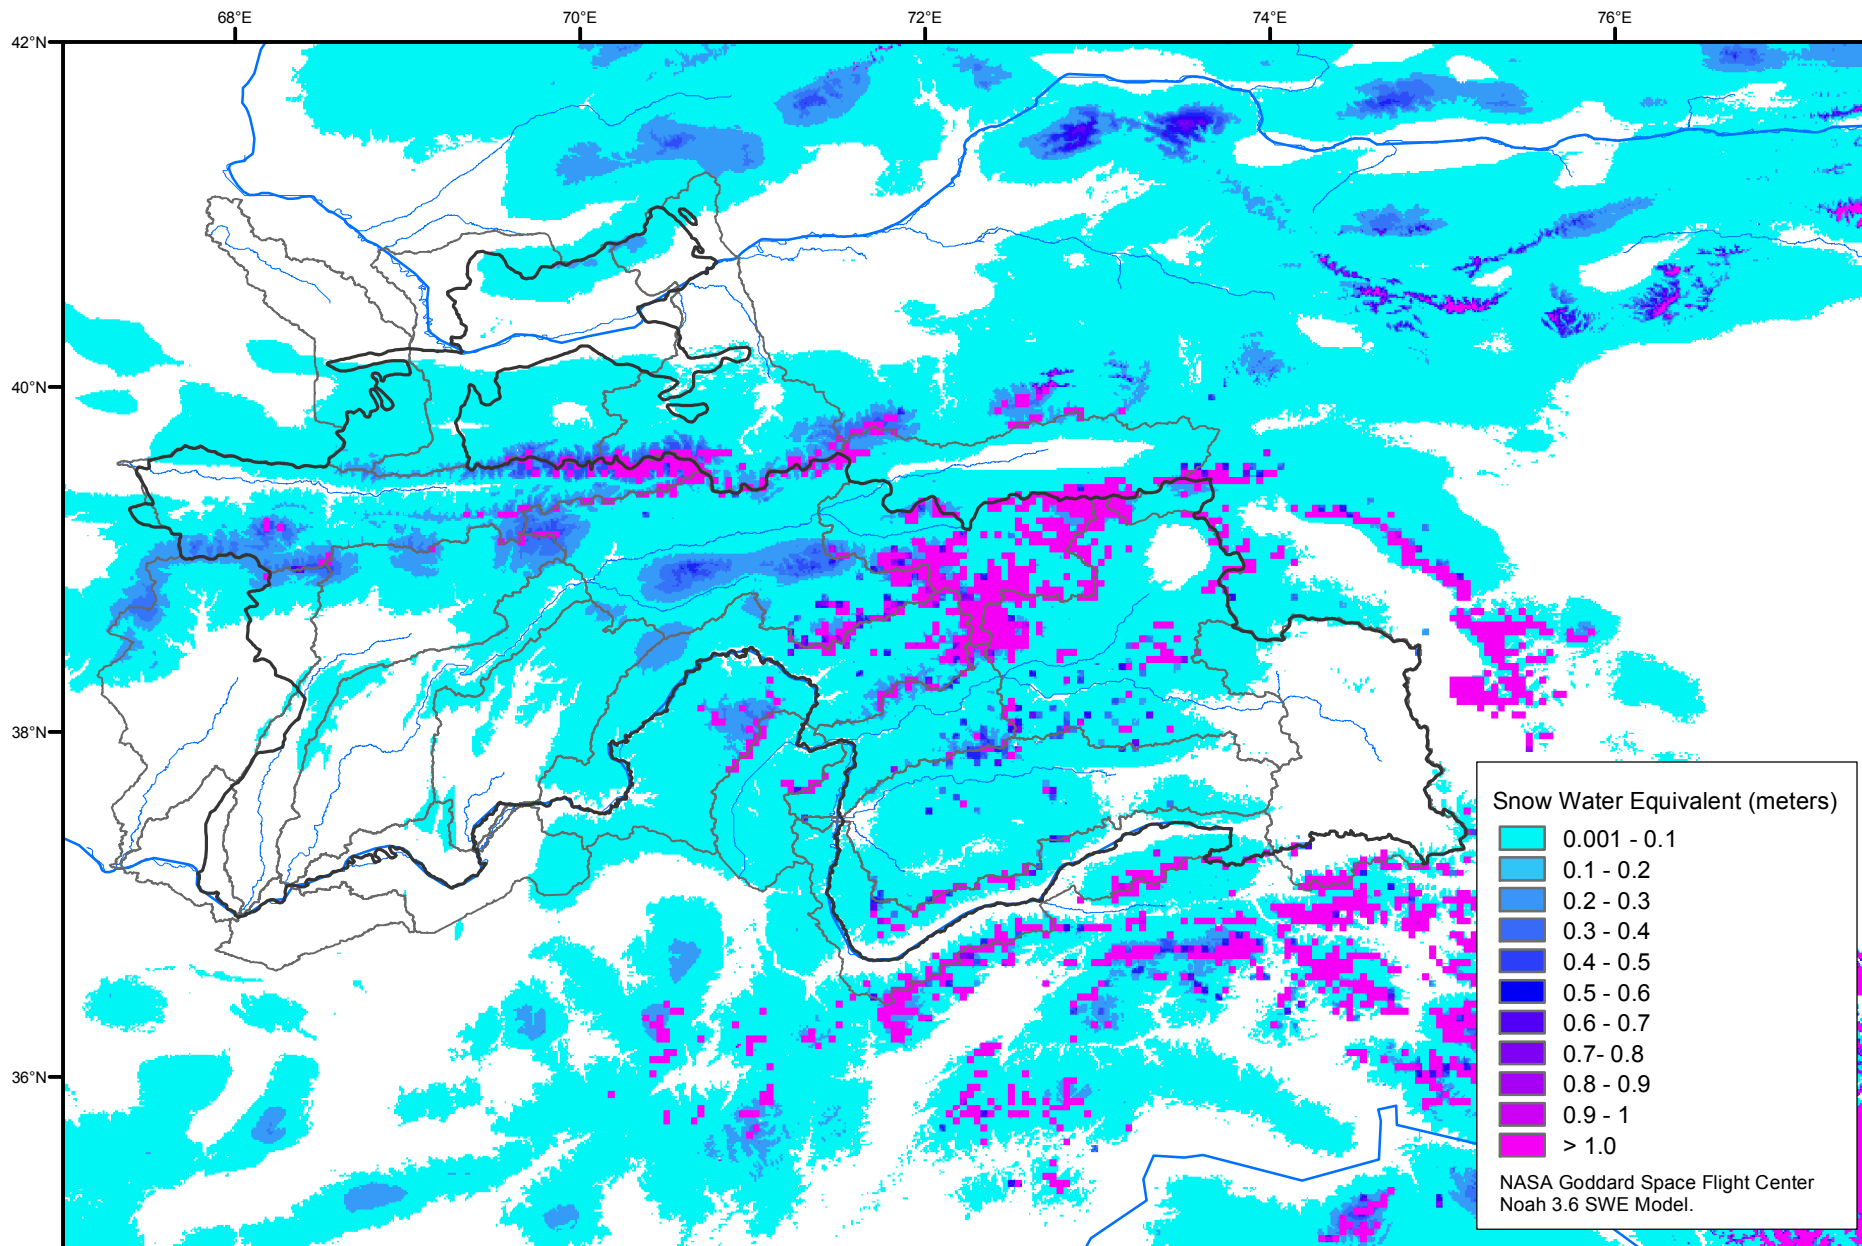 68°E 70°E 72°E 74°E 76°E
42°N
40°N
38°N
36°N
Snow Water Equivalent (meters)
0.001 - 0.1
0.1 - 0.2
0.2 - 0.3
0.3 - 0.4
0.4 - 0.5
0.5 - 0.6
0.6 - 0.7
0.7- 0.8
0.8 - 0.9
0.9 - 1
> 1.0
NASA Goddard Space Flight Center
Noah 3.6 SWE Model.